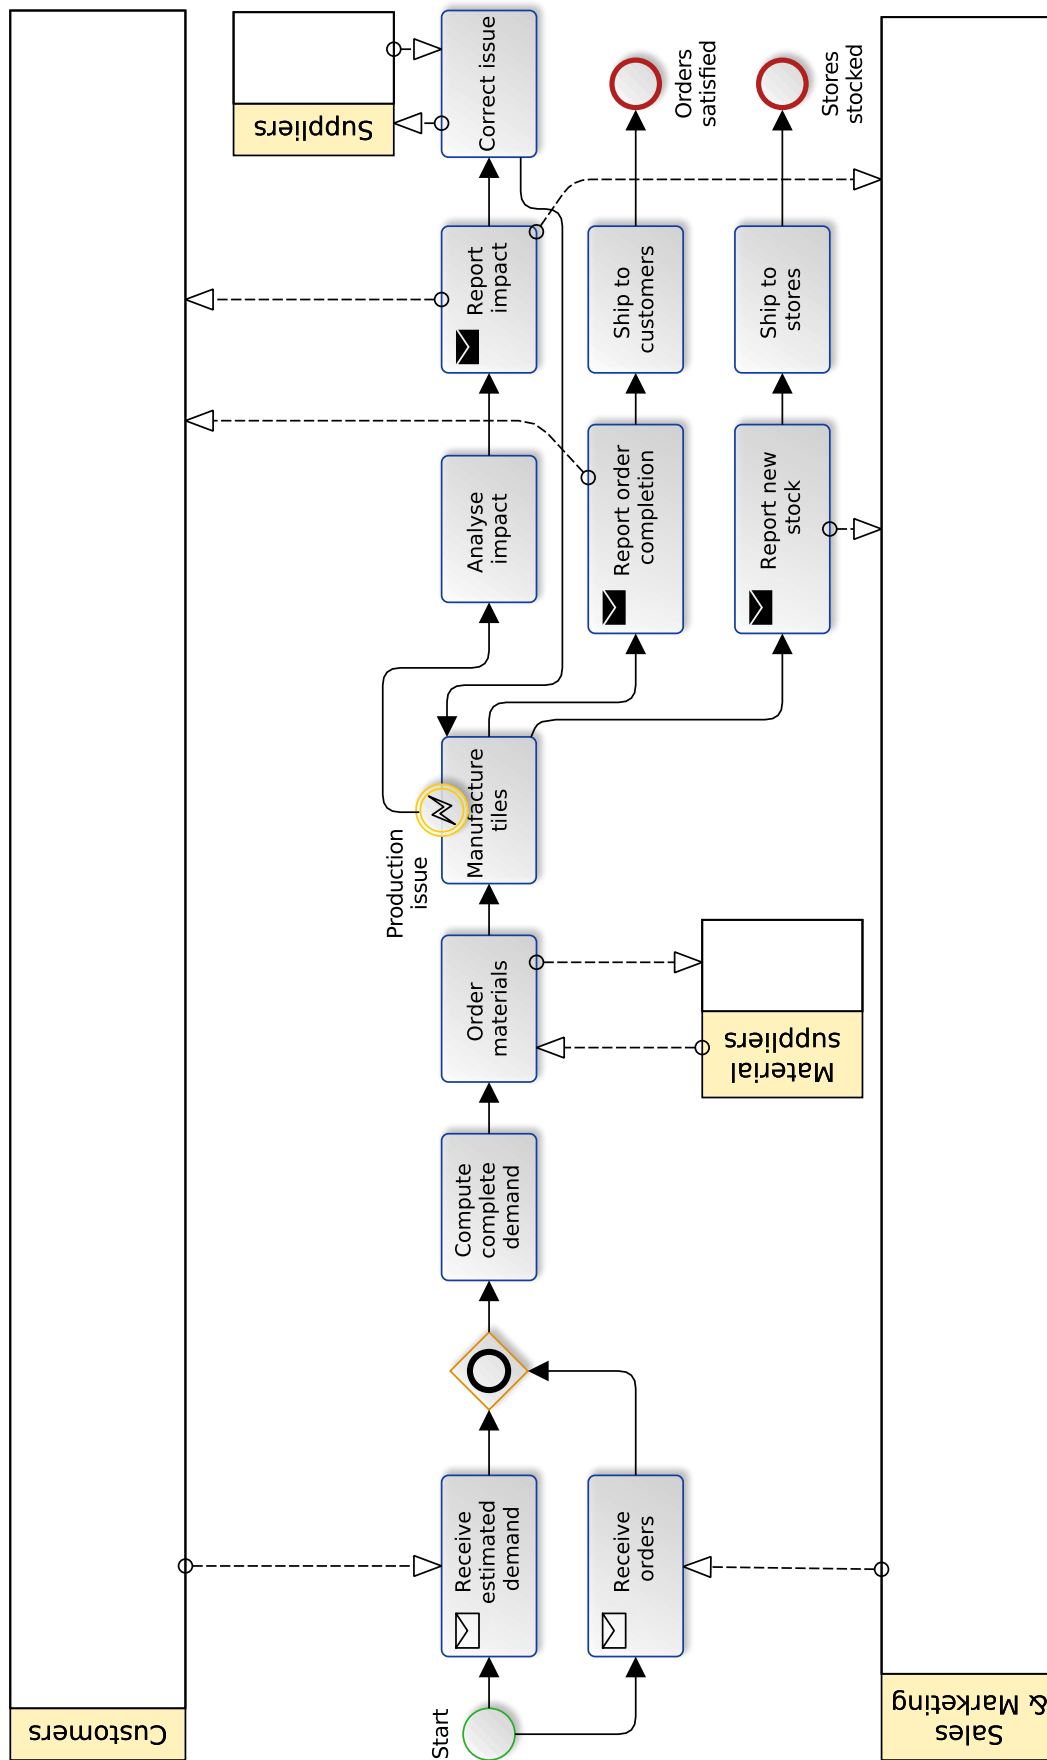 Customers
Suppliers
Correct issue
Report
impact
Analyse
impact
Production
issue
Manufacture
tiles
Order
materials
Compute
complete
demand
Receive
estimated
demand
Start
Receive
orders
Report order
completion
Ship to
customers
Orders
satisfied
Report new
stock
Ship to
stores
Stores
stocked
Material
suppliers
Sales
& Marketing